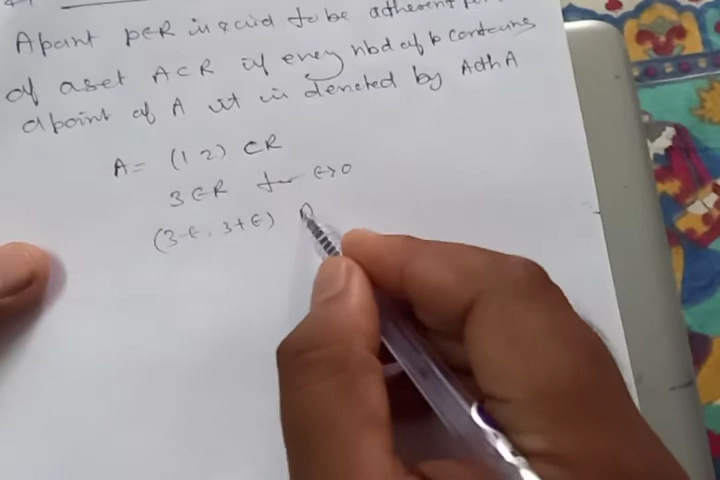 A point p∈R is said to be adherent
of a set A⊂R if every nbd of p contains
a point of A it is denoted by Adh A
A = (1 2) ⊂R
3 ∈R for ∈>0
(3-∈, 3+∈)